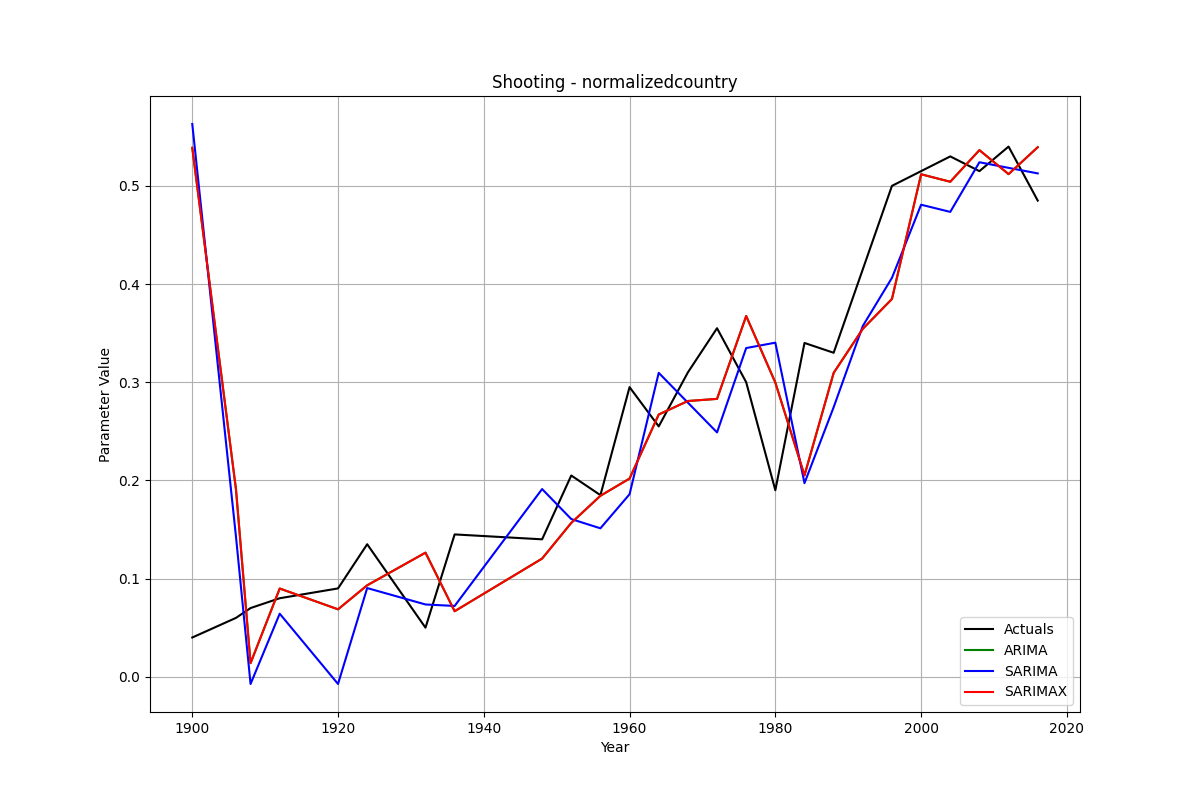 Shooting - normalizedcountry
Parameter Value
0.5
0.4
0.3
0.2
0.1
0.0
1900 1920 1940 1960 1980 2000 2020
Year
Actuals
ARIMA
SARIMA
SARIMAX